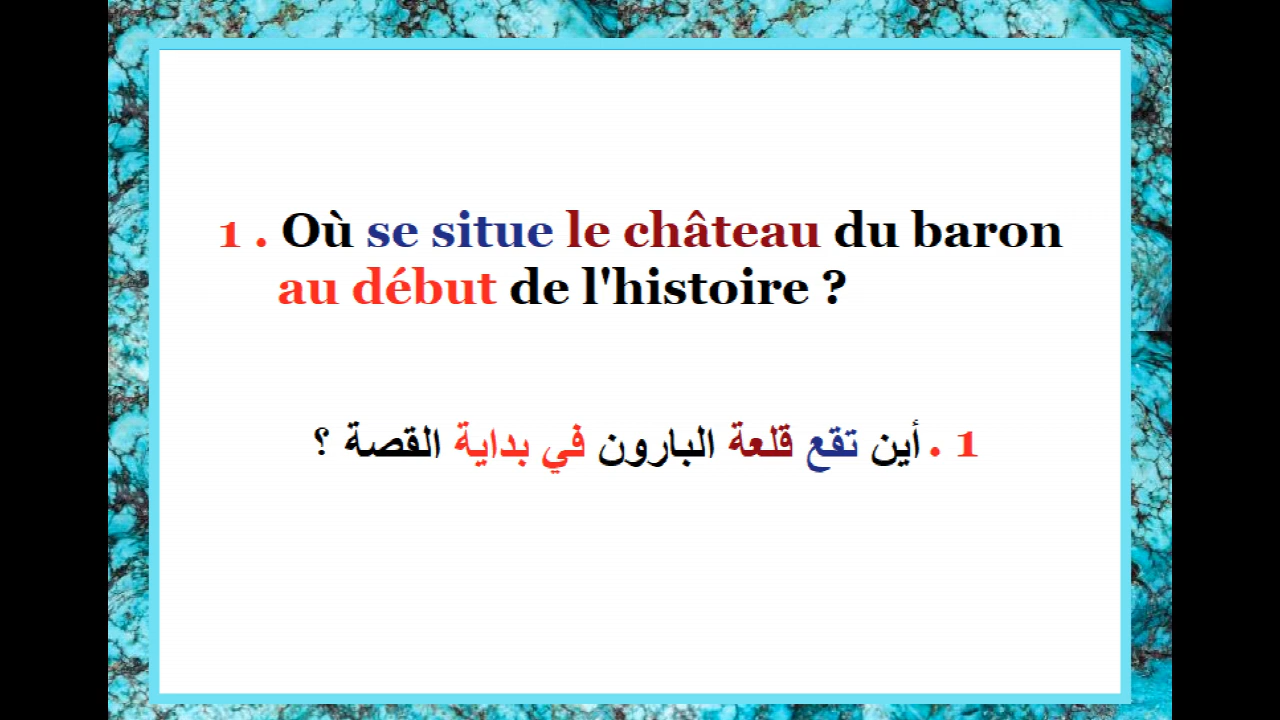 1 . Où se situe le château du baron
au début de l'histoire ?
1 . أين تقع قلعة البارون في بداية القصة ؟